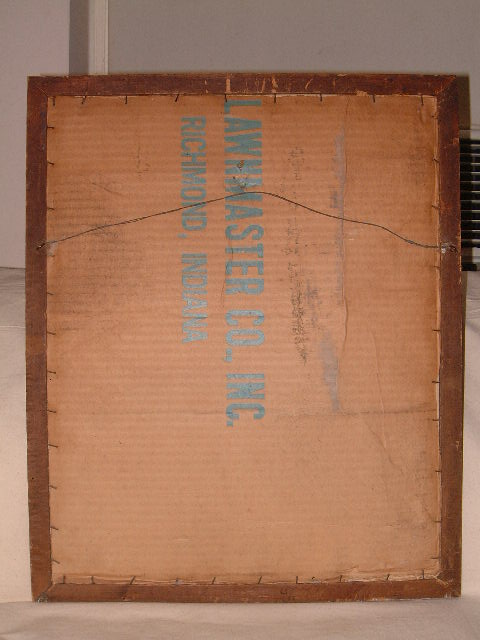 LAWNMASTER CO., INC.
RICHMOND, INDIANA